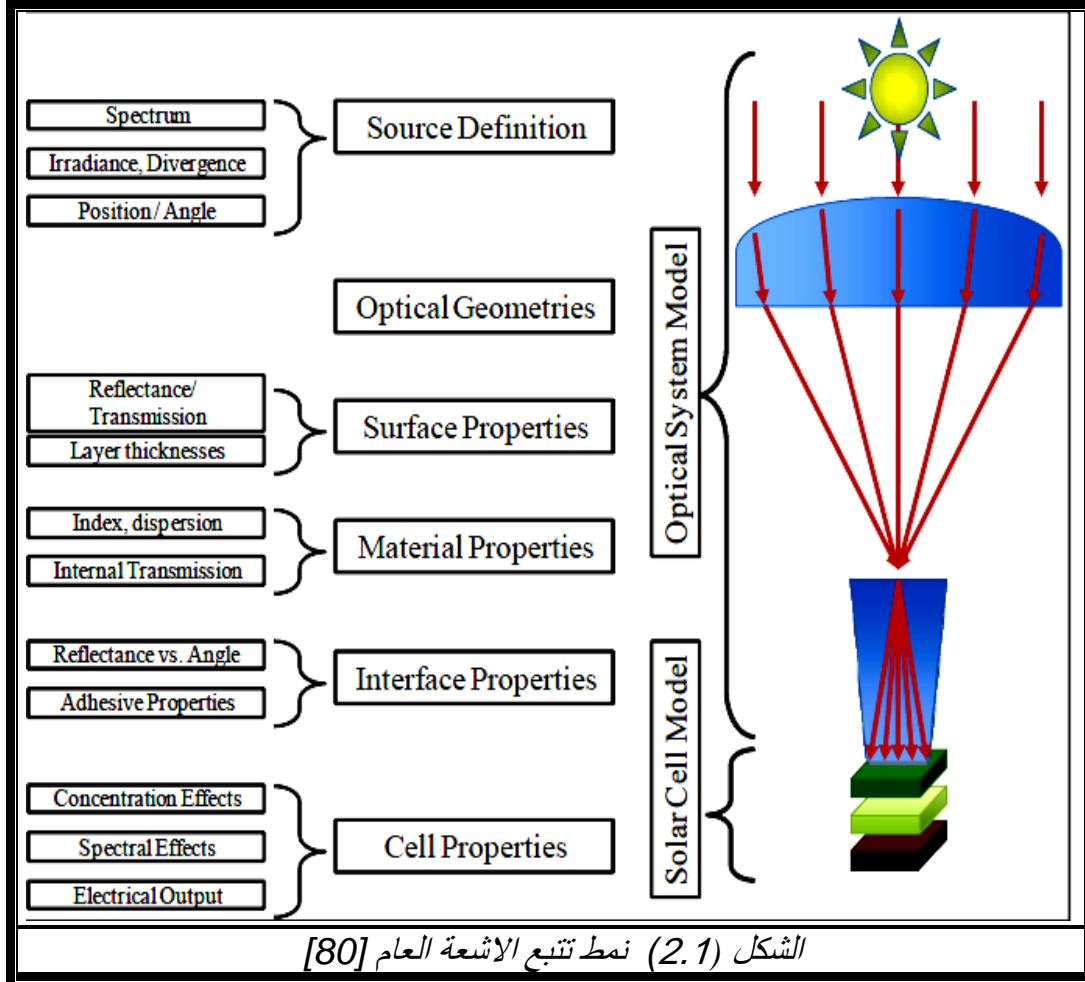 Spectrum
Irradiance, Divergence
Position / Angle
Source Definition
Optical Geometries
Reflectance/
Transmission
Layer thicknesses
Surface Properties
Index, dispersion
Internal Transmission
Material Properties
Reflectance vs. Angle
Adhesive Properties
Interface Properties
Concentration Effects
Spectral Effects
Electrical Output
Cell Properties
Optical System Model
Solar Cell Model
الشكل (2.1) نمط تتبع الاشعة العام [80]